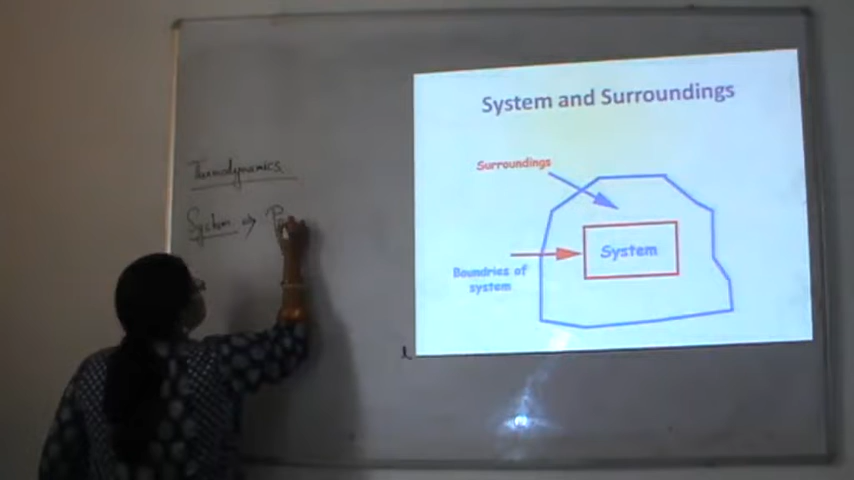 Thermodynamics
System ⇒
System and Surroundings
Surroundings
System
Boundries of
system